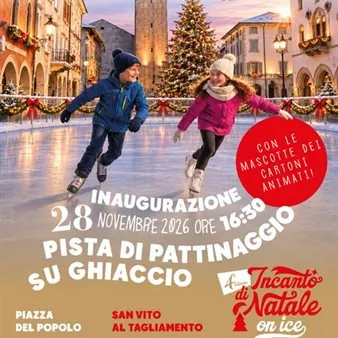 CON LE
MASCOTTE DEI
CARTONI
ANIMATI!
INAUGURAZIONE
28 NOVEMBRE 2026 ORE 16:30
PISTA DI PATTINAGGIO
SU GHIACCIO
Incanto
di
Natale
on ice
PIAZZA
DEL POPOLO
SAN VITO
AL TAGLIAMENTO